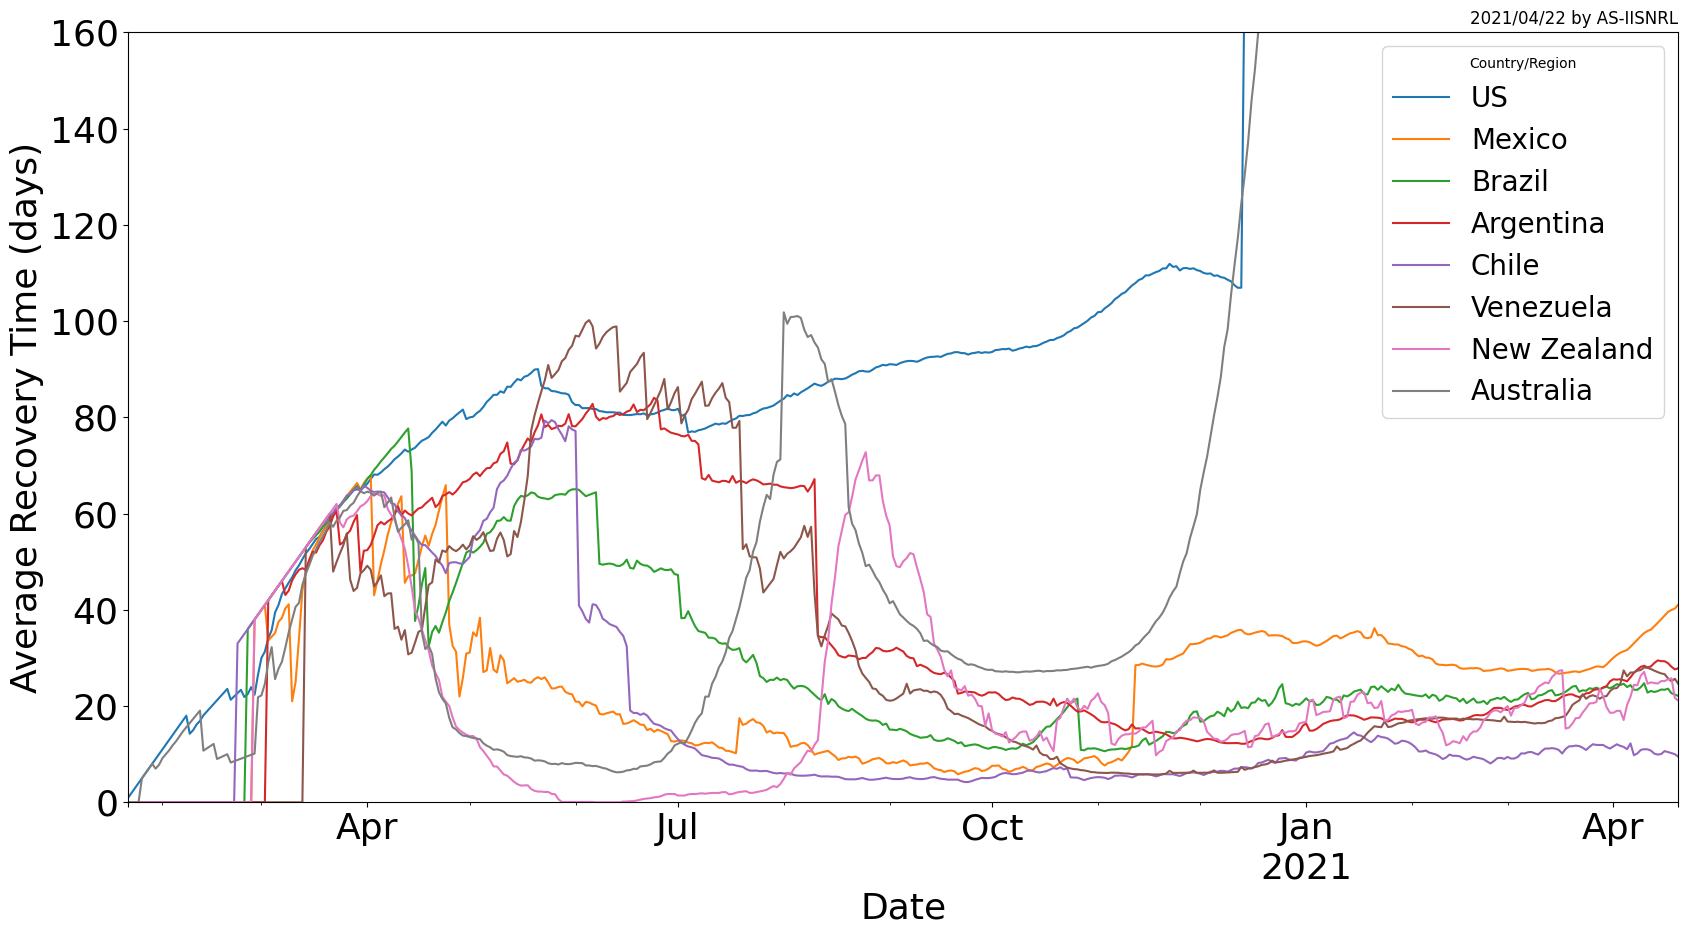 2021/04/22 by AS-IISNRL
Average Recovery Time (days)
160
140
120
100
80
60
40
20
0
Country/Region
US
Mexico
Brazil
Argentina
Chile
Venezuela
New Zealand
Australia
Apr
Jul
Oct
Jan
2021
Apr
Date